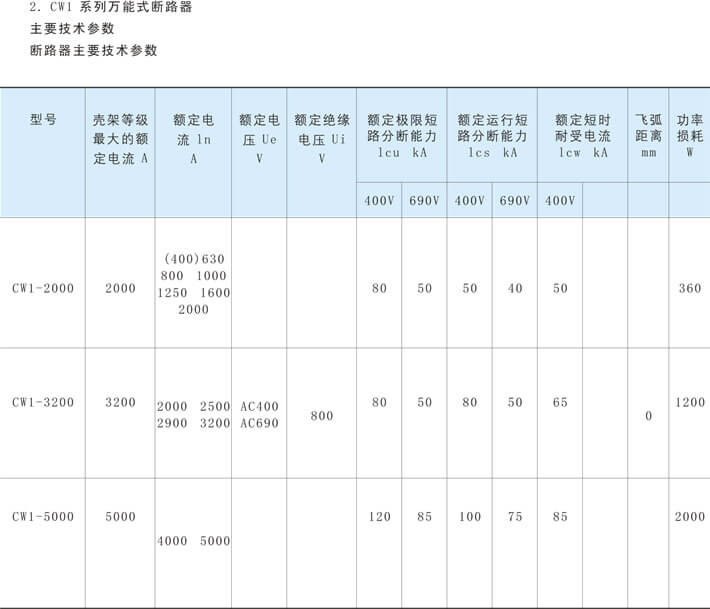 2. CW1 系列万能式断路器
主要技术参数
断路器主要技术参数
型号 壳架等级最大的额定电流 A 额定电流 ln A 额定电压 Ue V 额定绝缘电压 Ui V 额定极限短路分断能力 lcu kA 额定运行短路分断能力 lcs kA 额定短时耐受电流 lcw kA 飞弧距离 mm 功率损耗 W
400V 690V 400V 690V 400V
(400)630
800 1000
CW1-2000 2000 1250 1600 80 50 50 40 50 360
2000
CW1-3200 3200 2000 2500 AC400 80 50 80 50 65 1200
2900 3200 AC690 800 0
CW1-5000 5000 120 85 100 75 85 2000
4000 5000